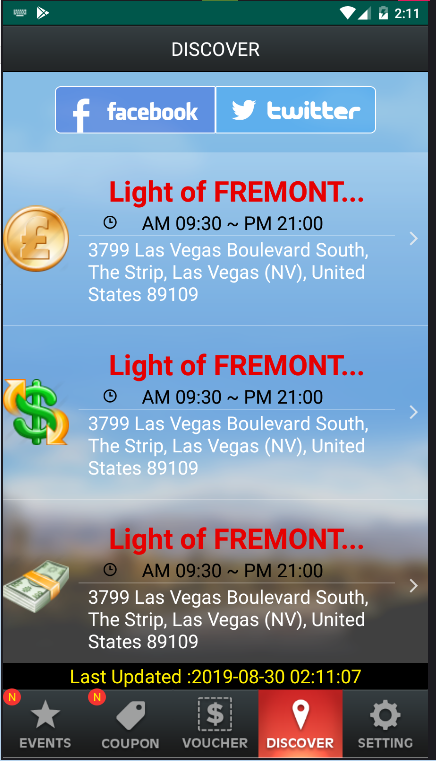 2:11
DISCOVER
f facebook twitter
Light of FREMONT...
AM 09:30 ~ PM 21:00
3799 Las Vegas Boulevard South,
The Strip, Las Vegas (NV), United
States 89109
Light of FREMONT...
AM 09:30 ~ PM 21:00
3799 Las Vegas Boulevard South,
The Strip, Las Vegas (NV), United
States 89109
Light of FREMONT...
AM 09:30 ~ PM 21:00
3799 Las Vegas Boulevard South,
The Strip, Las Vegas (NV), United
States 89109
Last Updated :2019-08-30 02:11:07
N N
EVENTS COUPON VOUCHER DISCOVER SETTING